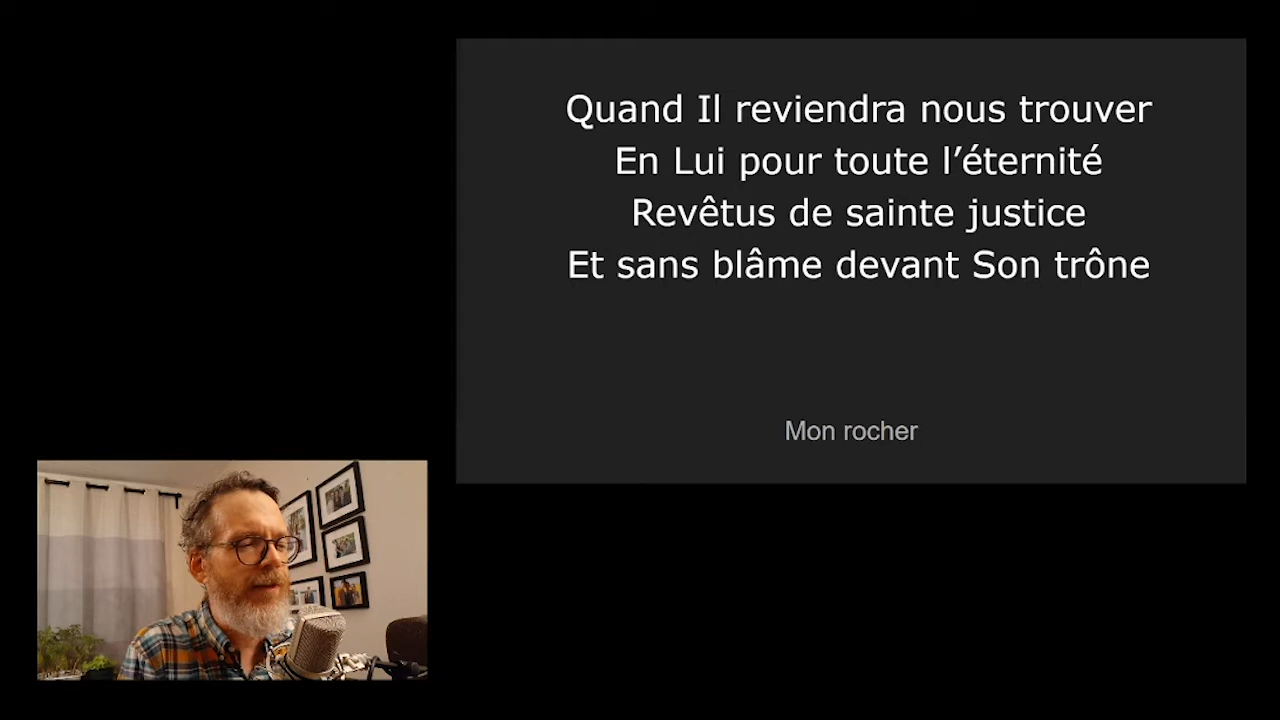 Quand Il reviendra nous trouver
En Lui pour toute l’éternité
Revêtus de sainte justice
Et sans blâme devant Son trône
Mon rocher